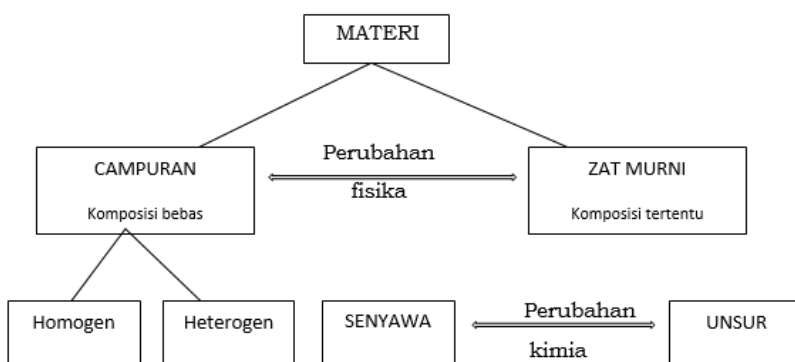 MATERI
CAMPURAN
Komposisi bebas
Perubahan
fisika
ZAT MURNI
Komposisi tertentu
Homogen
Heterogen
SENYAWA
Perubahan
kimia
UNSUR